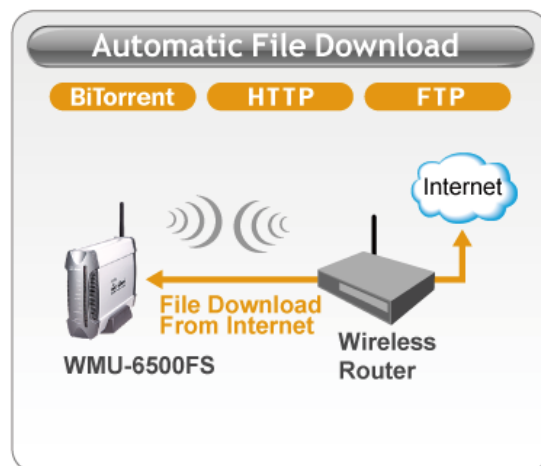 Automatic File Download
BiTorrent HTTP FTP
Internet
File Download
From Internet
WMU-6500FS
Wireless
Router